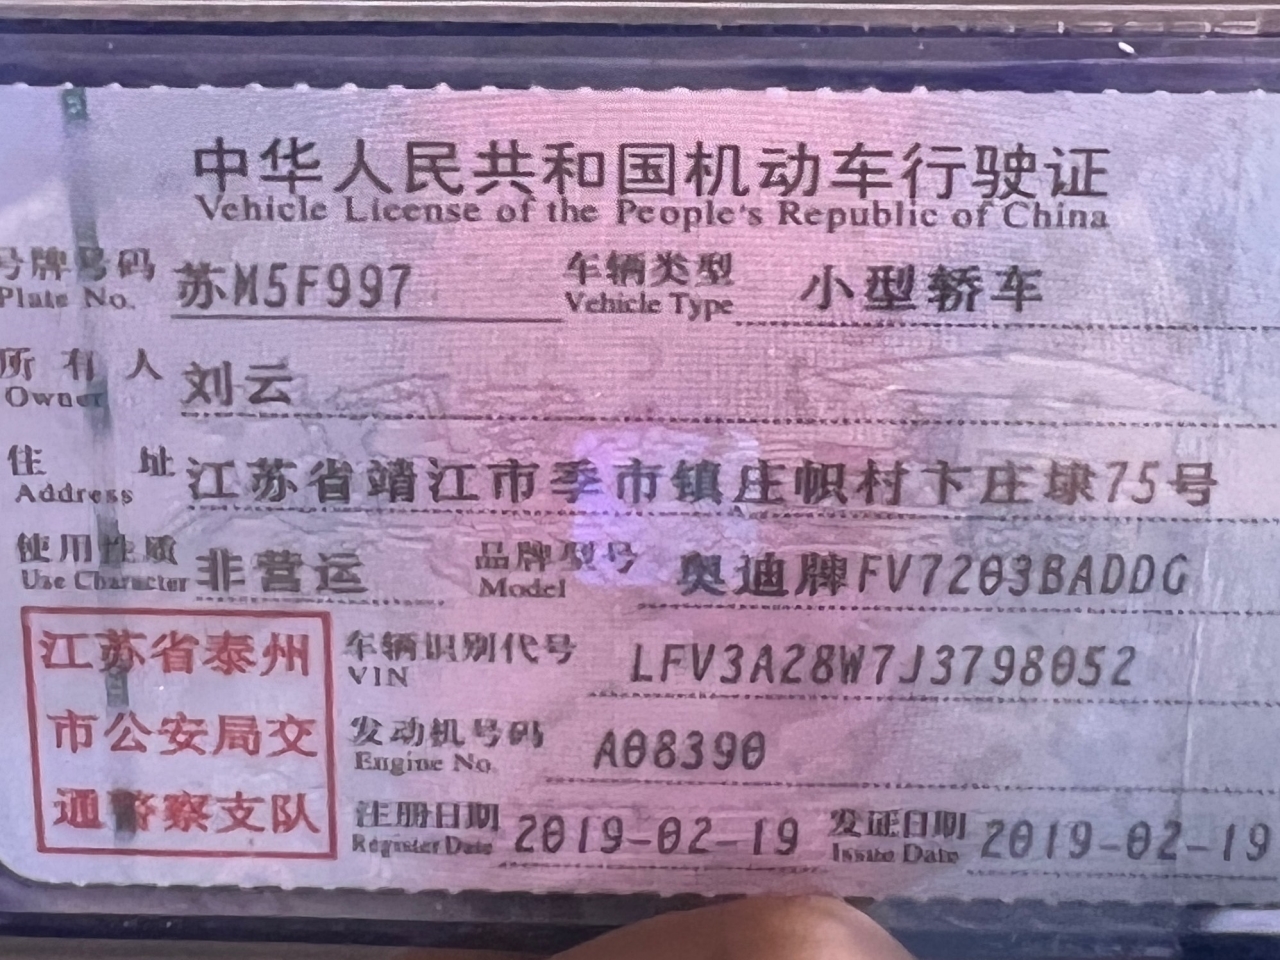 中华人民共和国机动车行驶证
Vehicle License of the People's Republic of China
号牌号码 苏M5F997 车辆类型 小型轿车
Plate No. Vehicle Type
所有人 刘云
Owner
住址 江苏省靖江市季市镇庄帜村卞庄埭75号
Address
使用性质 非营运 品牌型号 奥迪牌FV7203BADDG
Use Character Model
江苏省泰州
市公安局交
通警察支队
车辆识别代号 LFV3A28W7J3798052
VIN
发动机号码 A08390
Engine No.
注册日期 2019-02-19 发证日期 2019-02-19
Register Date Issue Date